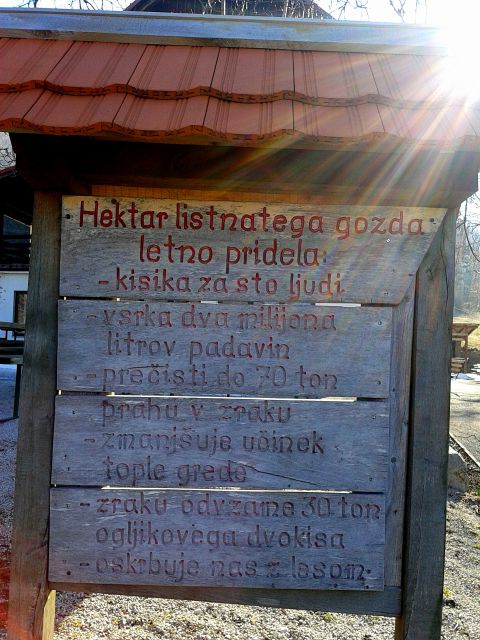 Hektar listnatega gozda
letno pridela:
- kisika za sto ljudi.
- vsrka dva milijona
litrov padavin
- prečisti do 70 ton
prahu v zraku
- zmanjšuje učinek
tople grede
- zraku odvzame 30 ton
ogljikovega dvokisa
- oskrbuje nas z lesom.